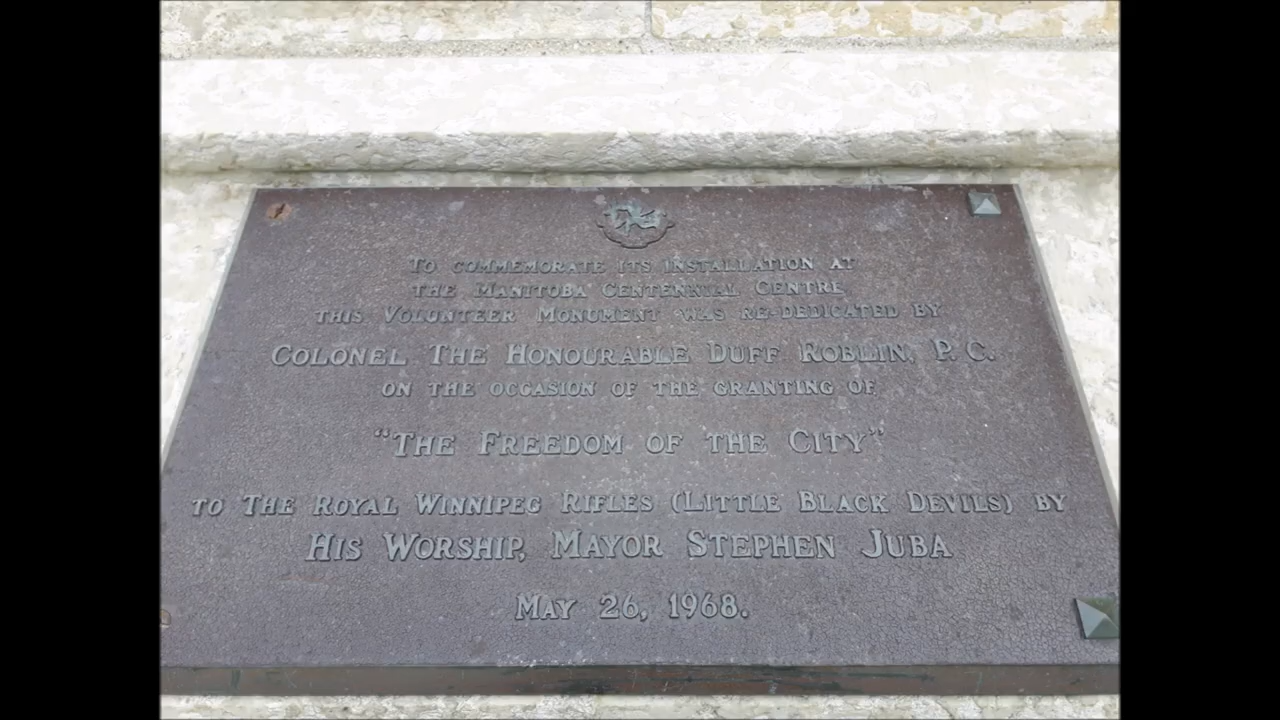 TO COMMEMORATE ITS INSTALLATION AT
THE MANITOBA CENTENNIAL CENTRE
THIS VOLUNTEER MONUMENT WAS RE-DEDICATED BY
COLONEL THE HONOURABLE DUFF ROBLIN, P.C.
ON THE OCCASION OF THE GRANTING OF
"THE FREEDOM OF THE CITY"
TO THE ROYAL WINNIPEG RIFLES (LITTLE BLACK DEVILS) BY
HIS WORSHIP, MAYOR STEPHEN JUBA
MAY 26, 1968.